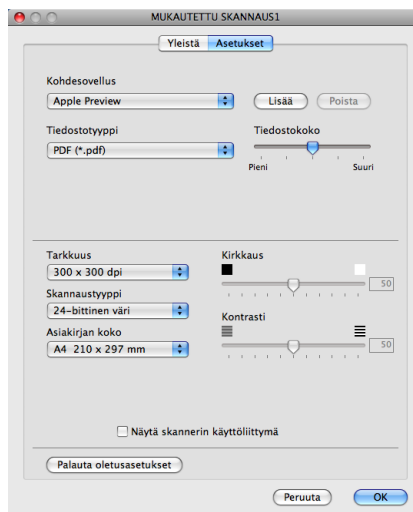 MUKAUTETTU SKANNAUS1
Yleistä Asetukset
Kohdesovellus
Apple Preview Lisää Poista
Tiedostotyyppi Tiedostokoko
PDF (*.pdf)
Pieni Suuri
Tarkkuus Kirkkaus
300 x 300 dpi
50
Skannaustyyppi
24-bittinen väri Kontrasti
Asiakirjan koko
A4 210 x 297 mm 50
Näytä skannerin käyttöliittymä
Palauta oletusasetukset
Peruuta OK